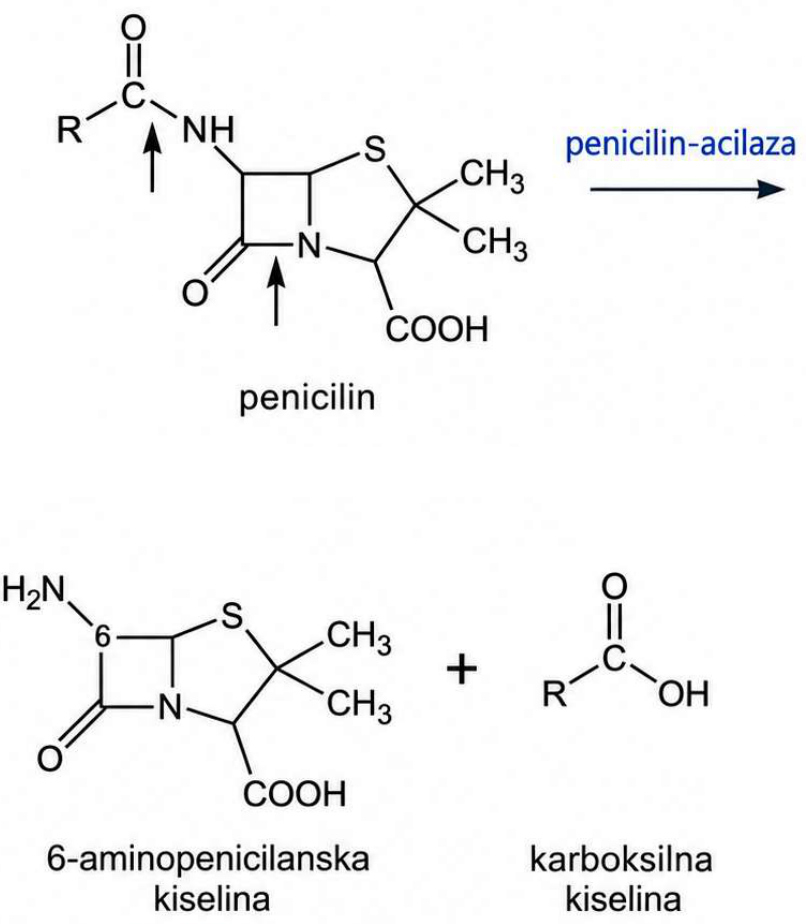 O
C
R
NH
S
CH₃
CH₃
N
O
COOH
penicilin
penicilin-acilaza
H₂N
6
S
CH₃
CH₃
N
O
COOH
6-aminopenicilanska
kiselina
+
O
C
R
OH
karboksilna
kiselina